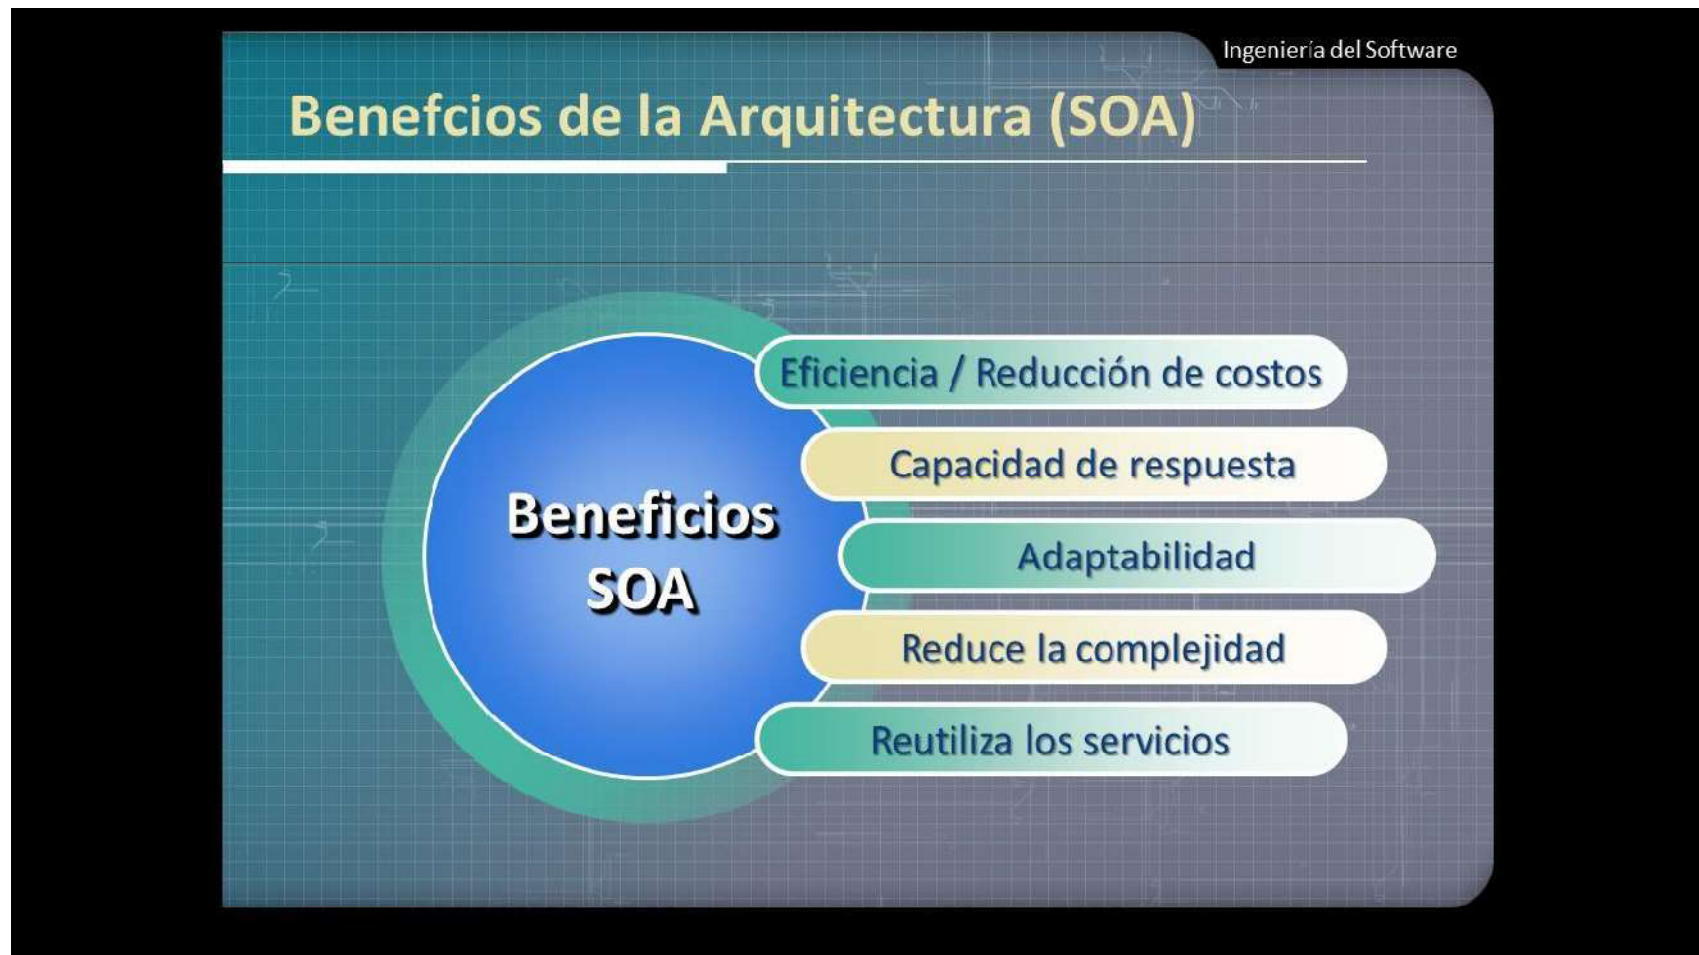 Ingeniería del Software
Benefcios de la Arquitectura (SOA)
Eficiencia / Reducción de costos
Capacidad de respuesta
Beneficios
SOA
Adaptabilidad
Reduce la complejidad
Reutiliza los servicios